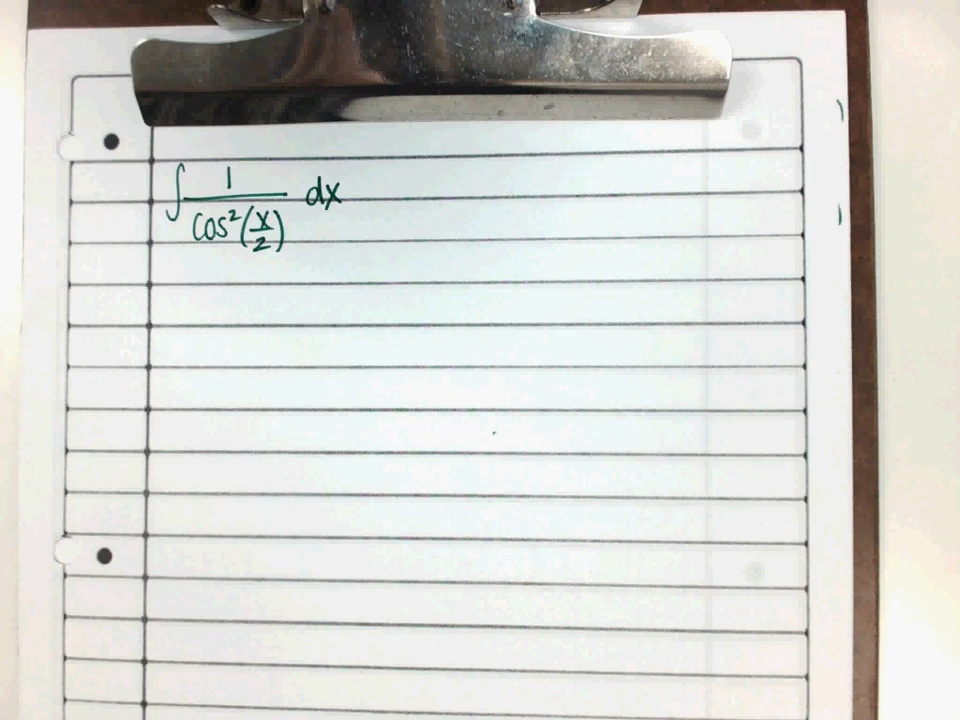 ∫ 1/cos²(x/2) dx